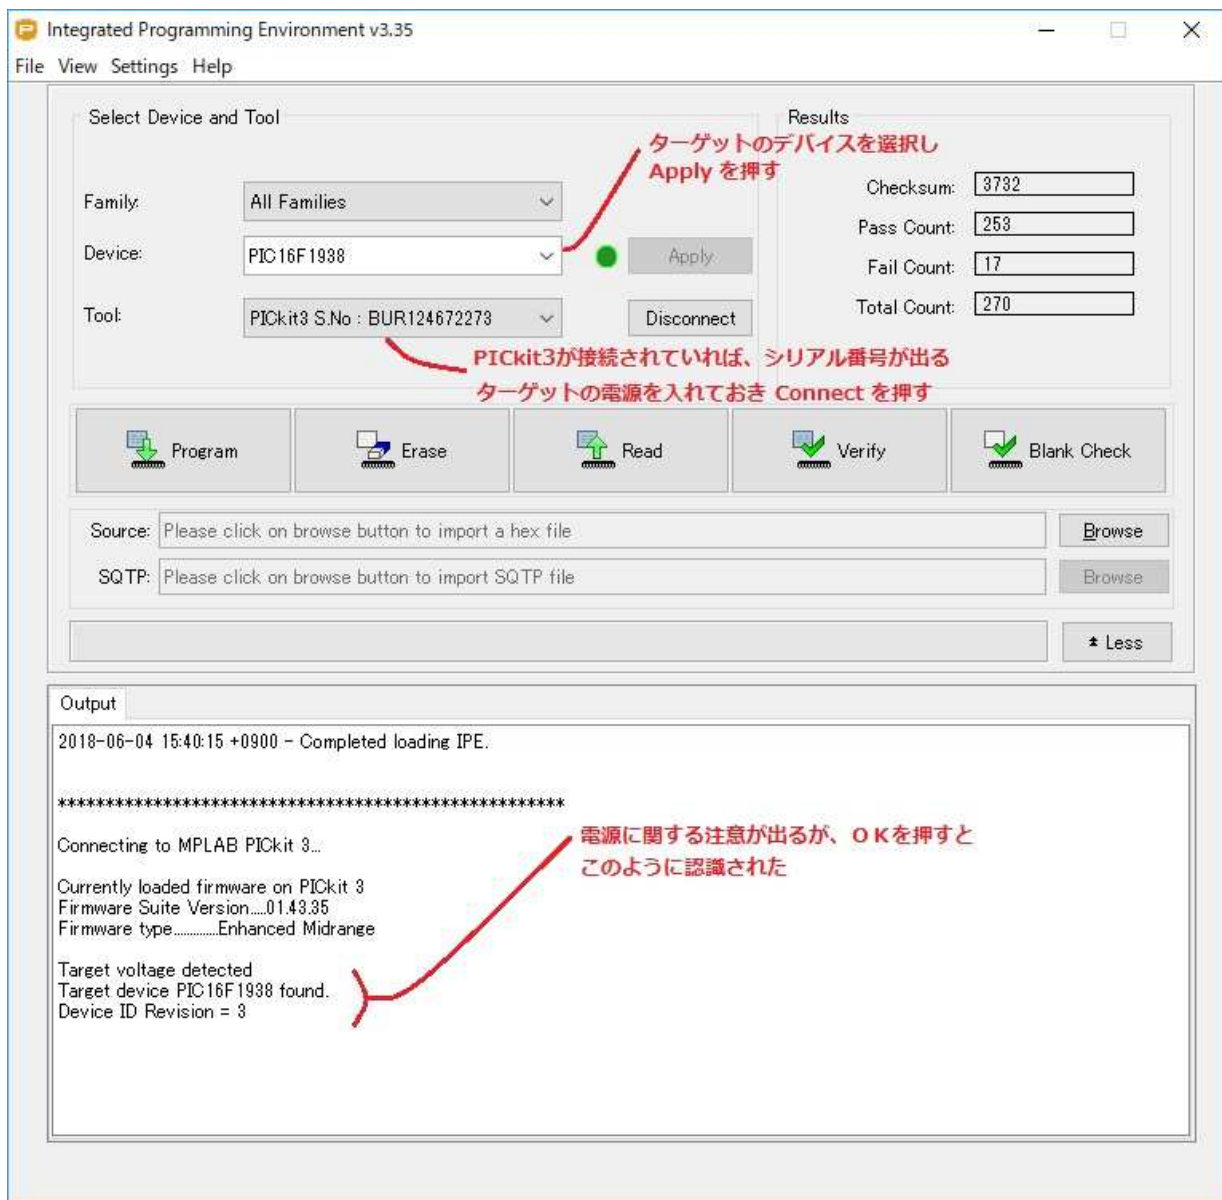 Integrated Programming Environment v3.35
File View Settings Help
Select Device and Tool
Results
ターゲットのデバイスを選択し
Apply を押す
Family:
All Families
Checksum:
3732
Pass Count:
253
Device:
PIC16F1938
Apply
Fail Count:
17
Tool:
PICkit3 S.No : BUR124672273
Disconnect
Total Count:
270
PICkit3が接続されていれば、シリアル番号が出る
ターゲットの電源を入れておき Connect を押す
Program
Erase
Read
Verify
Blank Check
Source:
Please click on browse button to import a hex file
Browse
SQTP:
Please click on browse button to import SQTP file
Browse
Less
Output
2018-06-04 15:40:15 +0900 - Completed loading IPE.
*****************************************************
Connecting to MPLAB PICkit 3...
電源に関する注意が出るが、ＯＫを押すと
このように認識された
Currently loaded firmware on PICkit 3
Firmware Suite Version.....01.43.35
Firmware type..............Enhanced Midrange
Target voltage detected
Target device PIC16F1938 found.
Device ID Revision = 3